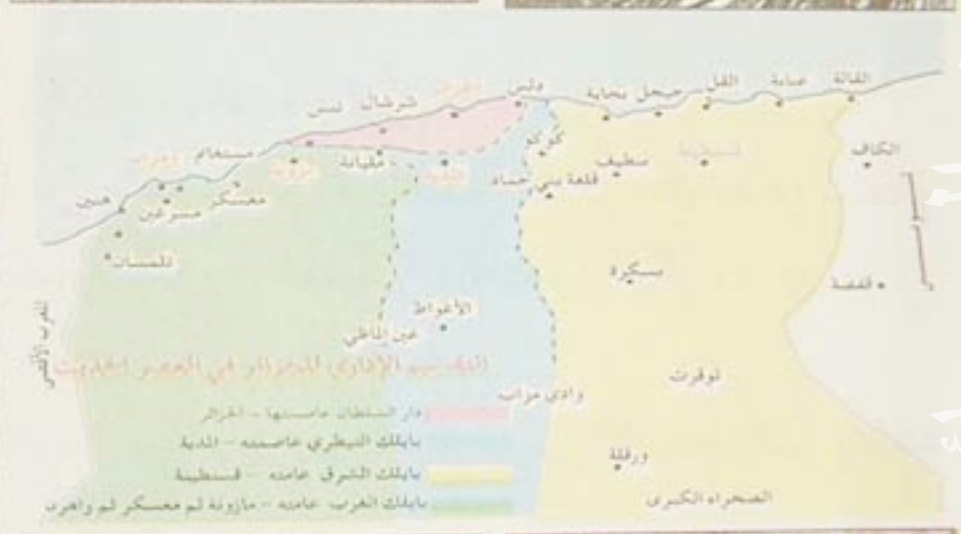 القالة
عنابة
القل
جيجل
بجاية
دلس
الجزائر
شرشال
تنس
مستغانم
وهران
هنين
كوكو
قسنطينة
سطيف
قلعة بني حماد
المدية
مليانة
مازونة
معسكر
مسرغين
تلمسان
الكاف
قفصة
بسكرة
الأغواط
عين الماظي
المغرب الأقصى
توقرت
وادي مزاب
ورقلة
الصحراء الكبرى
التقسيم الإداري للجزائر في العصر الحديث
دار السلطان عاصمتها - الجزائر
بايلك التيطري عاصمته - المدية
بايلك الشرق عامته - قسنطينة
بايلك الغرب عامته - مازونة ثم معسكر ثم وهران